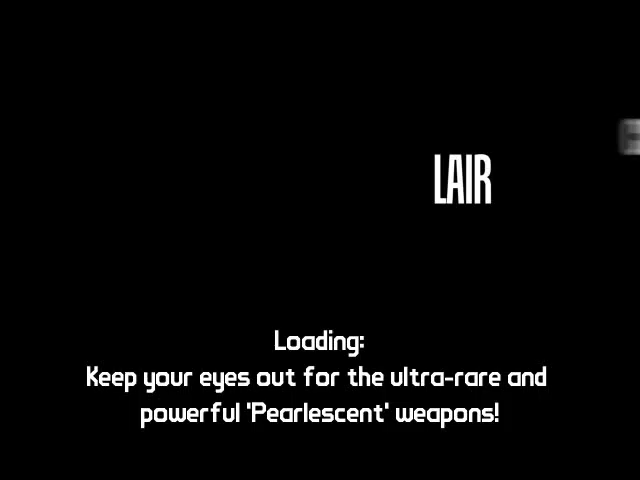 LAIR
Loading:
Keep your eyes out for the ultra-rare and
powerful 'Pearlescent' weapons!